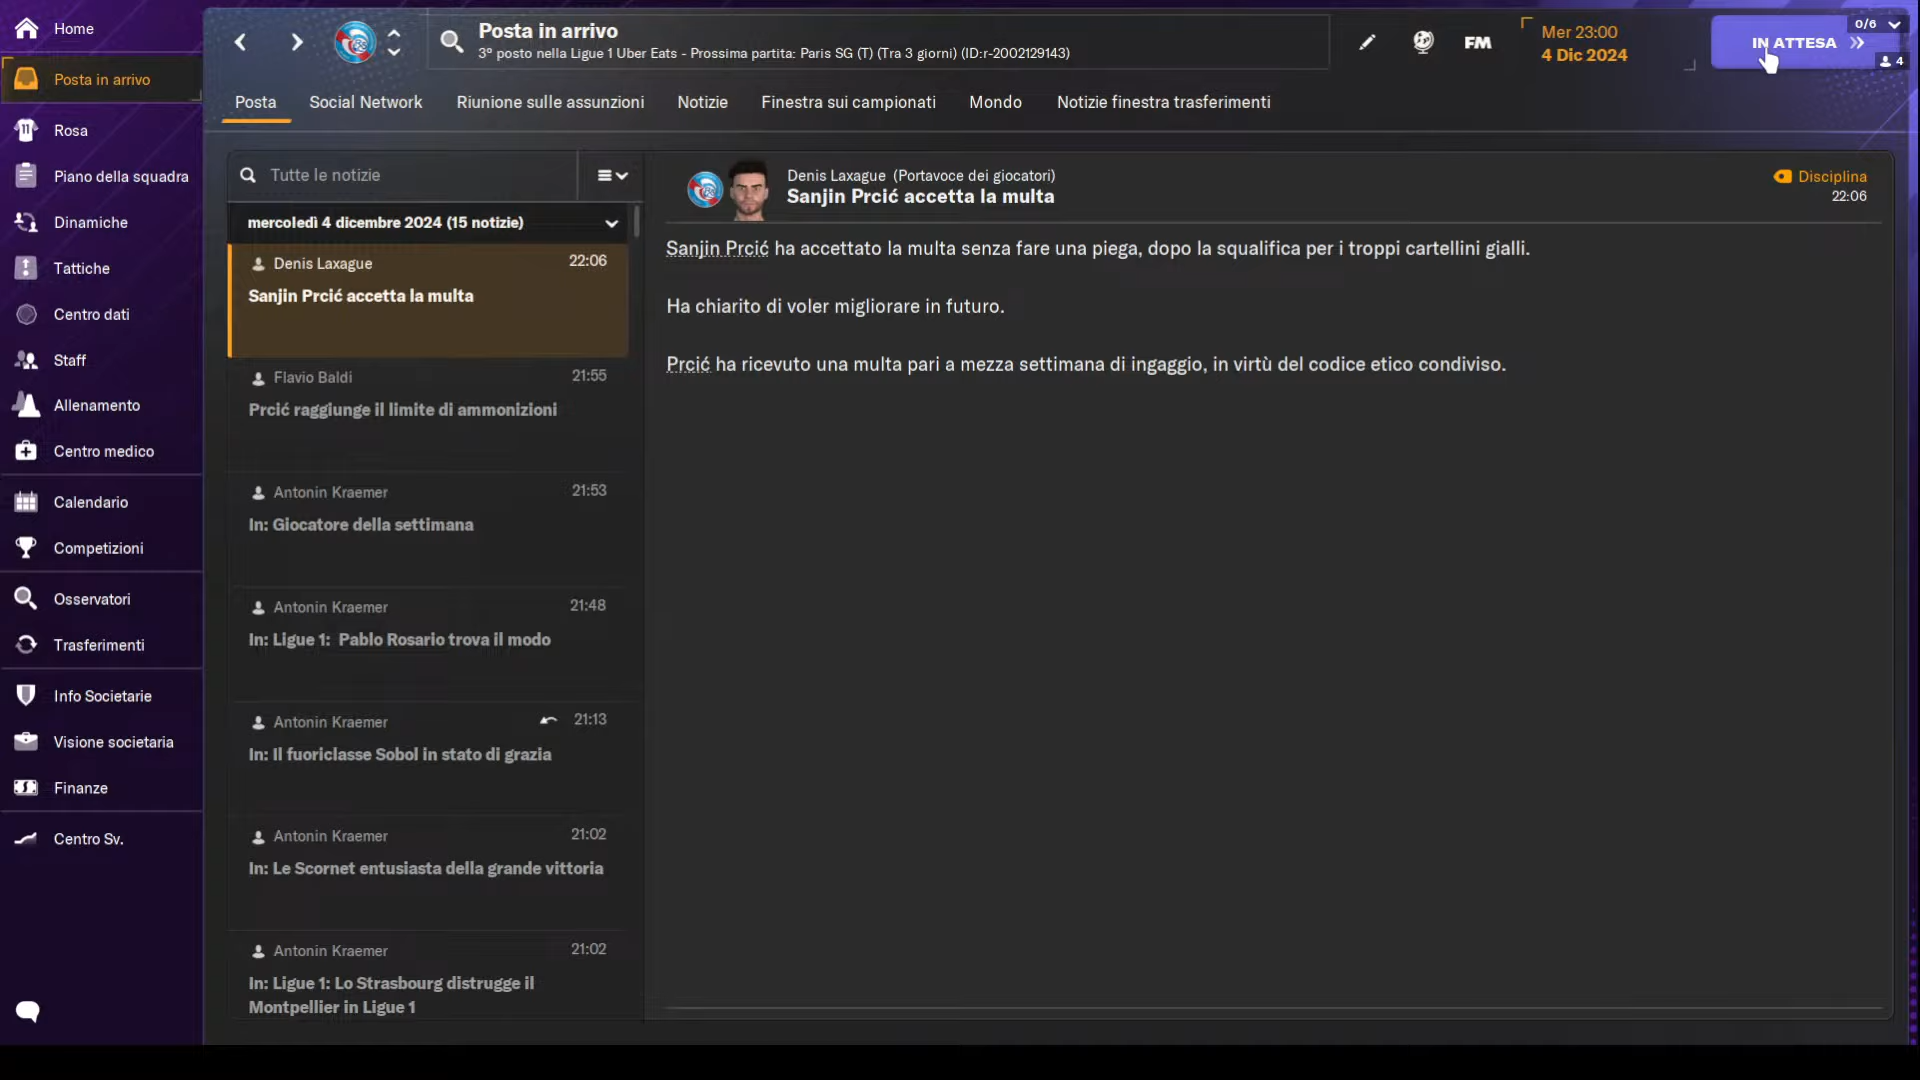 Home
Posta in arrivo
Rosa
Piano della squadra
Dinamiche
Tattiche
Centro dati
Staff
Allenamento
Centro medico
Calendario
Competizioni
Osservatori
Trasferimenti
Info Societarie
Visione societaria
Finanze
Centro Sv.
Posta in arrivo
3º posto nella Ligue 1 Uber Eats - Prossima partita: Paris SG (T) (Tra 3 giorni) (ID:r-2002129143)
FM
Mer 23:00
4 Dic 2024
IN ATTESA
0/6
4
Posta Social Network Riunione sulle assunzioni Notizie Finestra sui campionati Mondo Notizie finestra trasferimenti
Tutte le notizie
mercoledì 4 dicembre 2024 (15 notizie)
Denis Laxague 22:06
Sanjin Prcić accetta la multa
Flavio Baldi 21:55
Prcić raggiunge il limite di ammonizioni
Antonin Kraemer 21:53
In: Giocatore della settimana
Antonin Kraemer 21:48
In: Ligue 1: Pablo Rosario trova il modo
Antonin Kraemer 21:13
In: Il fuoriclasse Sobol in stato di grazia
Antonin Kraemer 21:02
In: Le Scornet entusiasta della grande vittoria
Antonin Kraemer 21:02
In: Ligue 1: Lo Strasbourg distrugge il
Montpellier in Ligue 1
Denis Laxague (Portavoce dei giocatori)
Sanjin Prcić accetta la multa
Disciplina
22:06
Sanjin Prcić ha accettato la multa senza fare una piega, dopo la squalifica per i troppi cartellini gialli.
Ha chiarito di voler migliorare in futuro.
Prcić ha ricevuto una multa pari a mezza settimana di ingaggio, in virtù del codice etico condiviso.